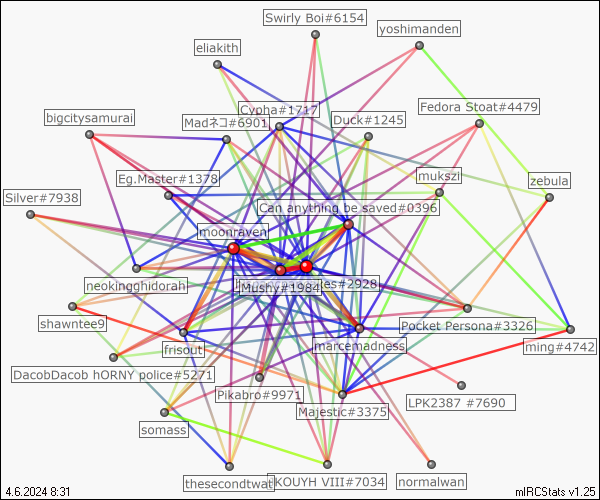 Swirly Boi#6154
yoshimanden
eliakith
Cypha#1717
Fedora Stoat#4479
bigcitysamurai
Madネコ#6901
Duck#1245
Eg.Master#1378
mukszi
zebula
Silver#7938
Can anything be saved#0396
moonraven
neokingghidorah
Mushy#1984
es#2928
shawntee9
Pocket Persona#3326
frisout
marcemadness
ming#4742
DacobDacob hORNY police#5271
Pikabro#9971
Majestic#3375
LPK2387 #7690
somass
thesecondtwat
KOUYH VIII#7034
normalwan
4.6.2024 8:31
mIRCStats v1.25